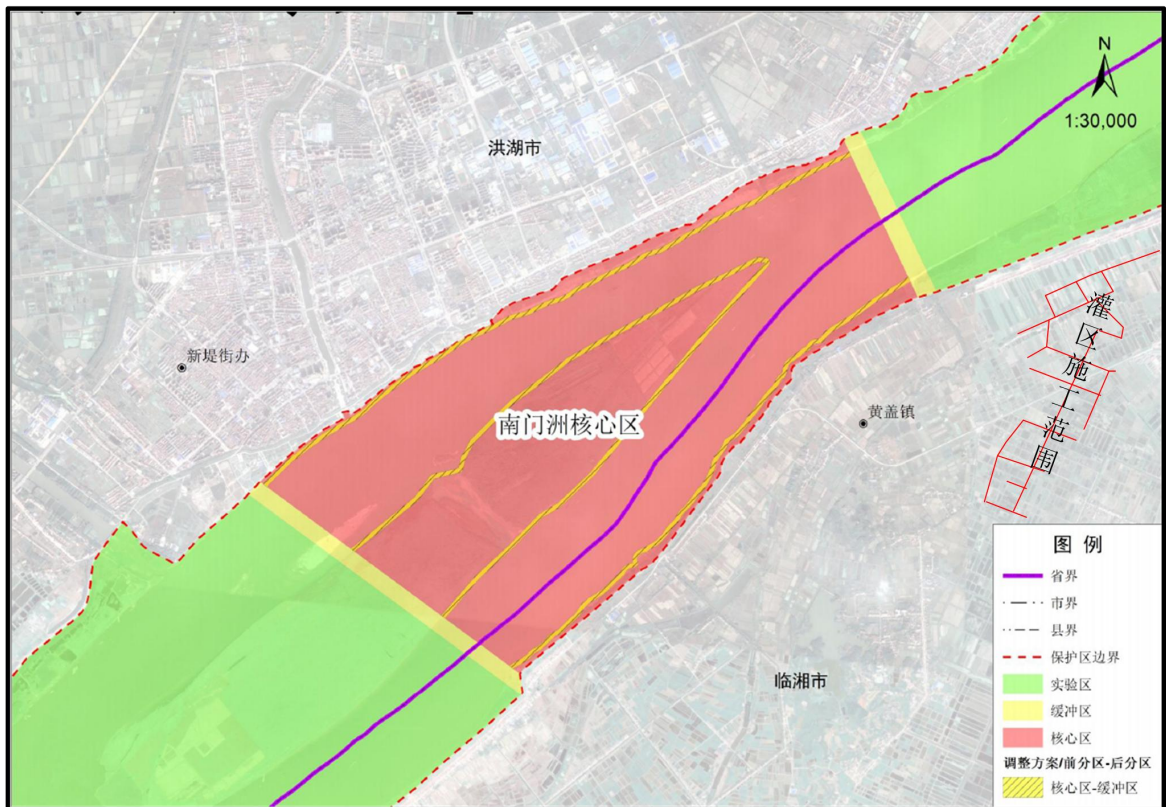 N
1:30,000
洪湖市
新堤街办
南门洲核心区
黄盖镇
临湘市
灌区施工范围
图 例
省界
市界
县界
保护区边界
实验区
缓冲区
核心区
调整方案/前分区-后分区
核心区-缓冲区